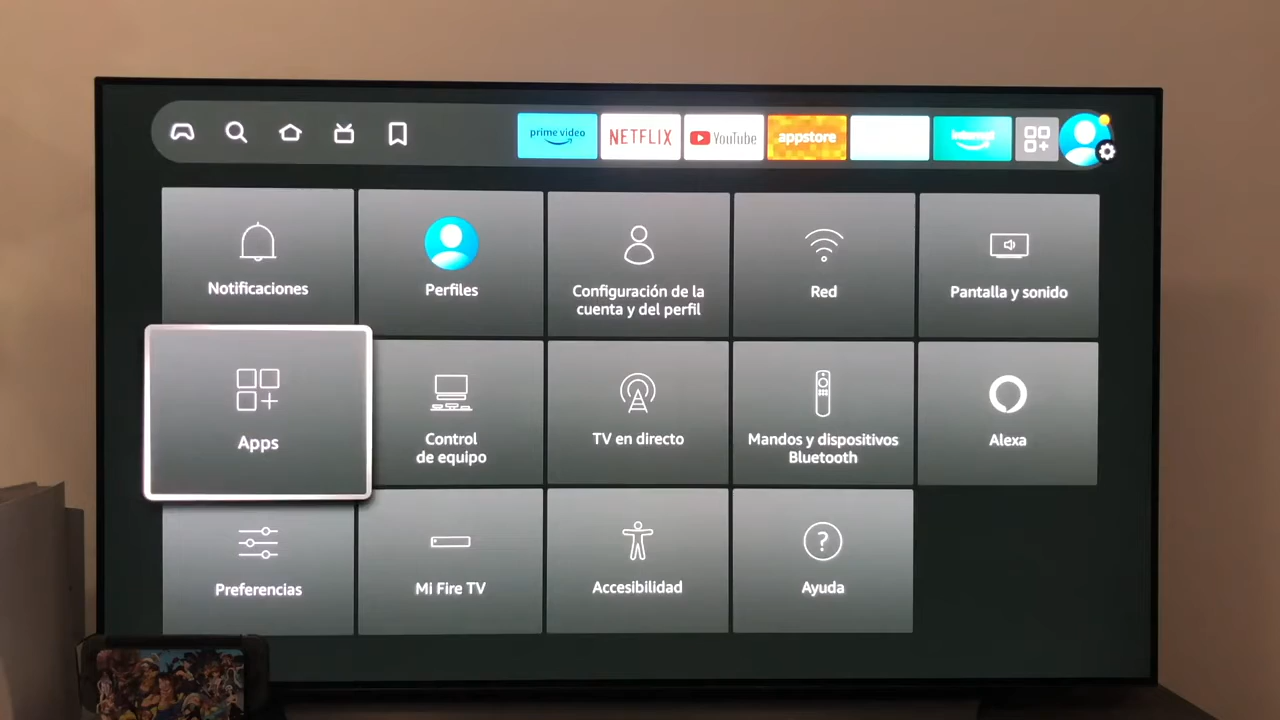 prime video
NETFLIX
YouTube
appstore
internet
Notificaciones
Perfiles
Configuración de la
cuenta y del perfil
Red
Pantalla y sonido
Apps
Control
de equipo
TV en directo
Mandos y dispositivos
Bluetooth
Alexa
Preferencias
Mi Fire TV
Accesibilidad
Ayuda